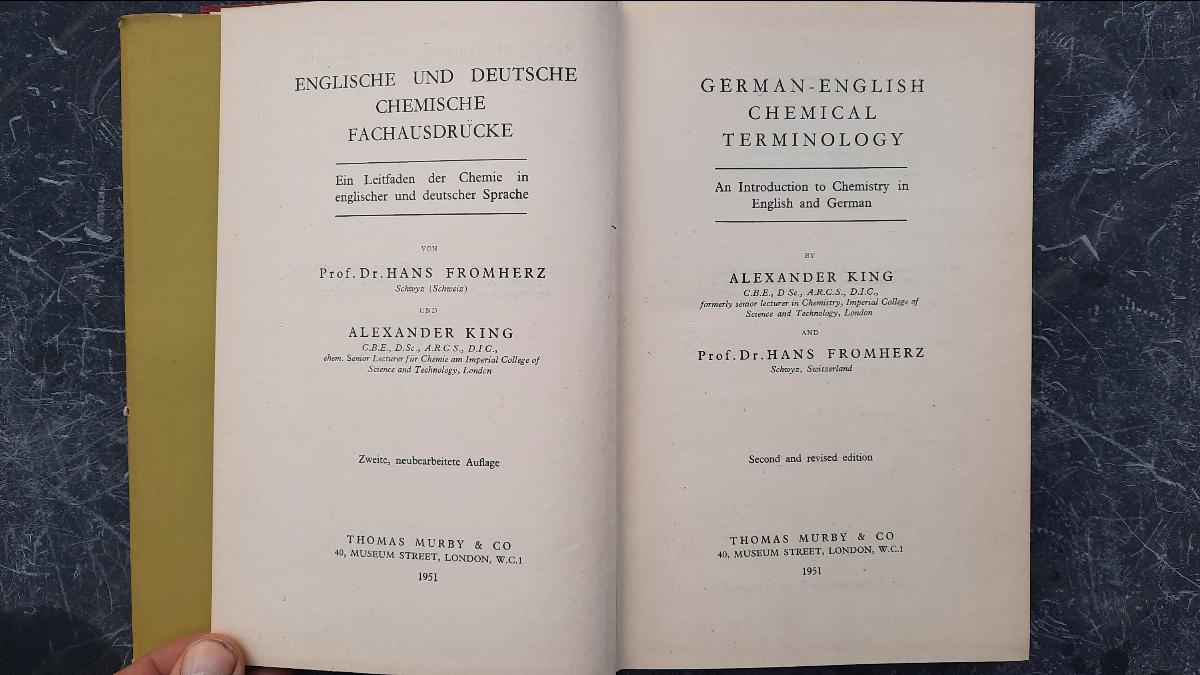 ENGLISCHE UND DEUTSCHE
CHEMISCHE
FACHAUSDRÜCKE
Ein Leitfaden der Chemie in
englischer und deutscher Sprache
VON
Prof. Dr. HANS FROMHERZ
Schwyz (Schweiz)
UND
ALEXANDER KING
C.B.E., D.Sc., A.R.C.S., D.I.C.,
ehem. Senior Lecturer für Chemie am Imperial College of
Science and Technology, London
Zweite, neubearbeitete Auflage
THOMAS MURBY & CO
40, MUSEUM STREET, LONDON, W.C.1
1951
GERMAN-ENGLISH
CHEMICAL
TERMINOLOGY
An Introduction to Chemistry in
English and German
BY
ALEXANDER KING
C.B.E., D Sc., A.R.C.S., D.I.C.,
formerly senior lecturer in Chemistry, Imperial College of
Science and Technology, London
AND
Prof. Dr. HANS FROMHERZ
Schwyz, Switzerland
Second and revised edition
THOMAS MURBY & CO
40, MUSEUM STREET, LONDON, W.C.1
1951